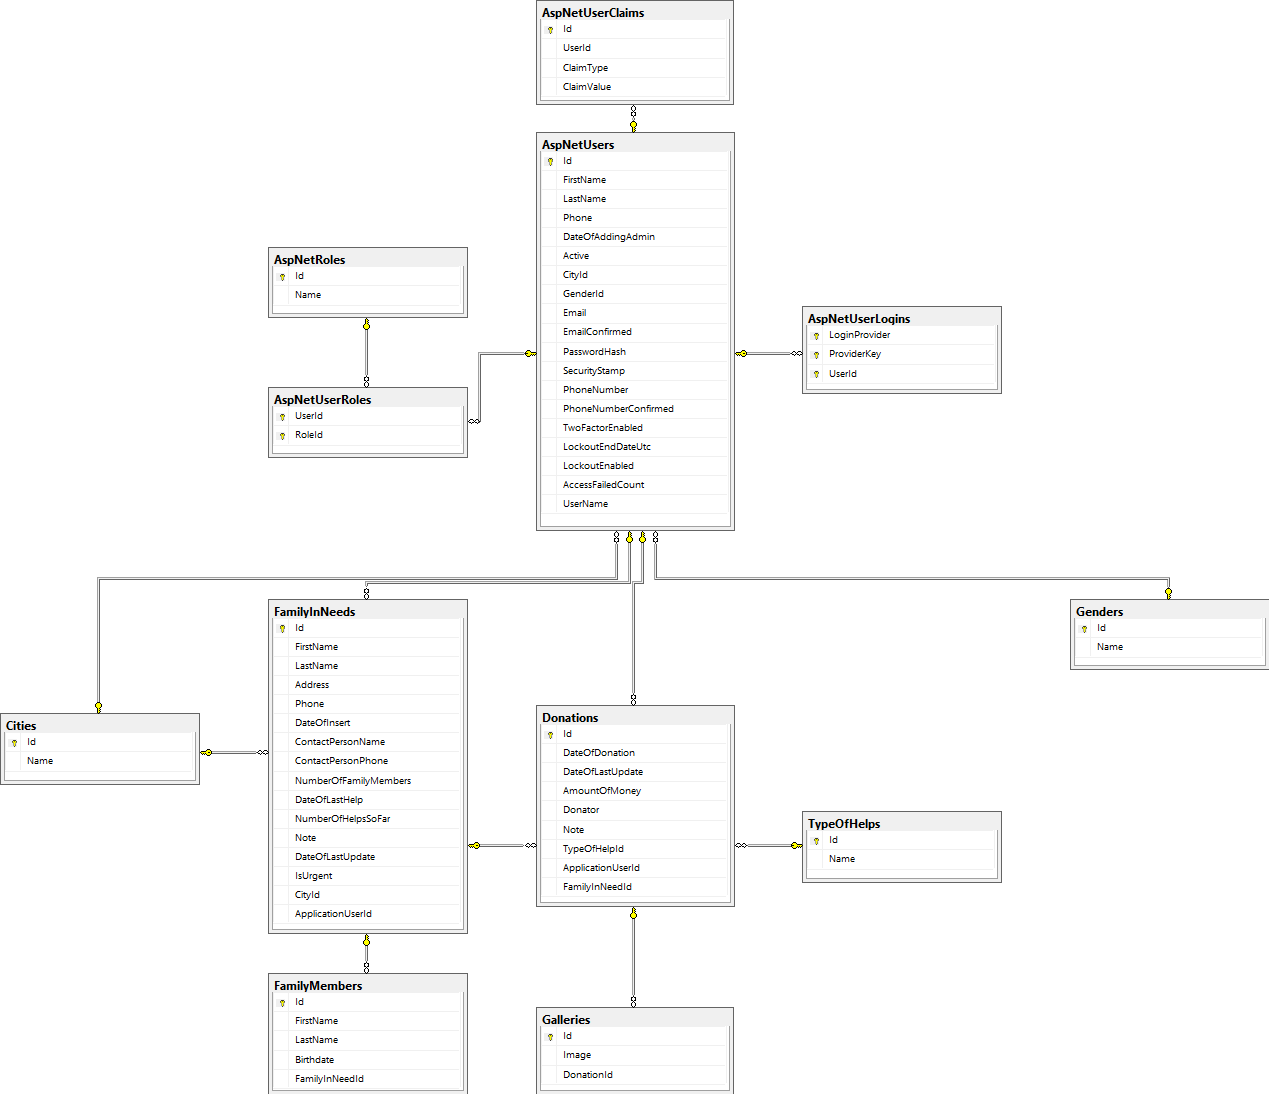 AspNetUserClaims
Id
UserId
ClaimType
ClaimValue
AspNetUsers
Id
FirstName
LastName
Phone
DateOfAddingAdmin
Active
CityId
GenderId
Email
EmailConfirmed
PasswordHash
SecurityStamp
PhoneNumber
PhoneNumberConfirmed
TwoFactorEnabled
LockoutEndDateUtc
LockoutEnabled
AccessFailedCount
UserName
AspNetRoles
Id
Name
AspNetUserRoles
UserId
RoleId
AspNetUserLogins
LoginProvider
ProviderKey
UserId
FamilyInNeeds
Id
FirstName
LastName
Address
Phone
DateOfInsert
ContactPersonName
ContactPersonPhone
NumberOfFamilyMembers
DateOfLastHelp
NumberOfHelpsSoFar
Note
DateOfLastUpdate
IsUrgent
CityId
ApplicationUserId
Genders
Id
Name
Cities
Id
Name
Donations
Id
DateOfDonation
DateOfLastUpdate
AmountOfMoney
Donator
Note
TypeOfHelpId
ApplicationUserId
FamilyInNeedId
TypeOfHelps
Id
Name
FamilyMembers
Id
FirstName
LastName
Birthdate
FamilyInNeedId
Galleries
Id
Image
DonationId